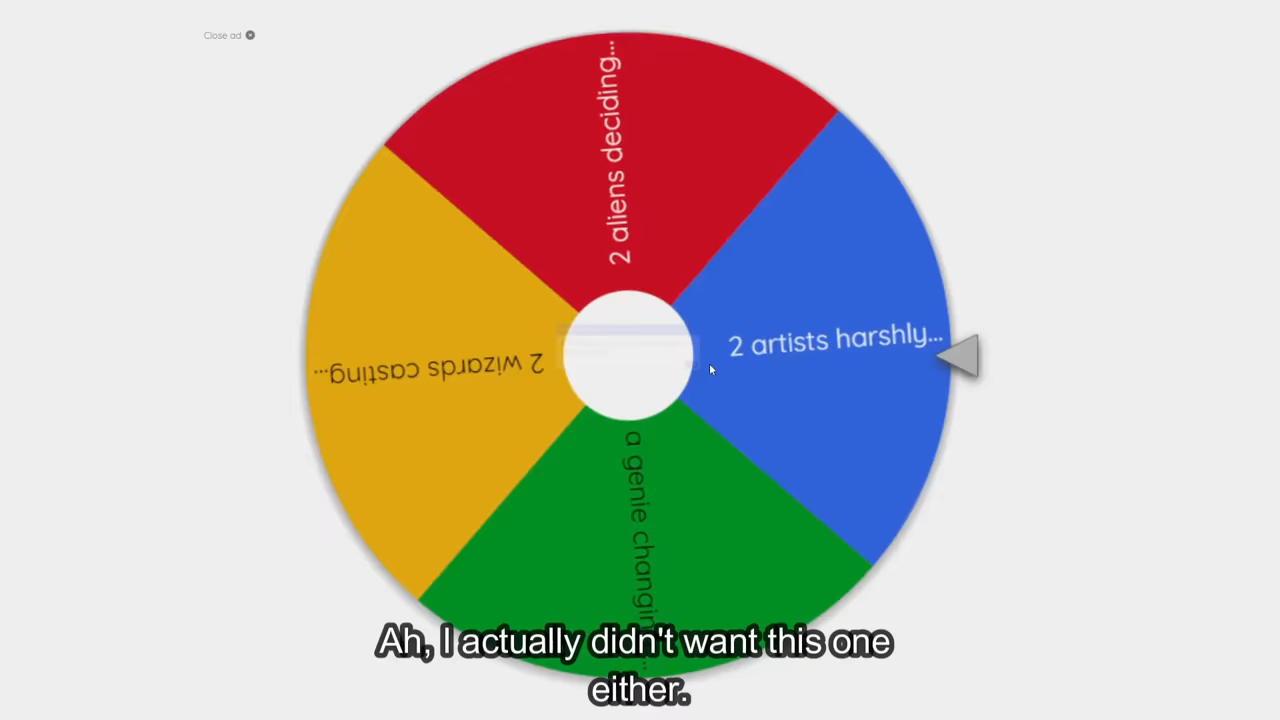 Close ad
2 aliens deciding...
2 artists harshly...
2 wizards casting...
a genie changin...
Ah, I actually didn't want this one
either.